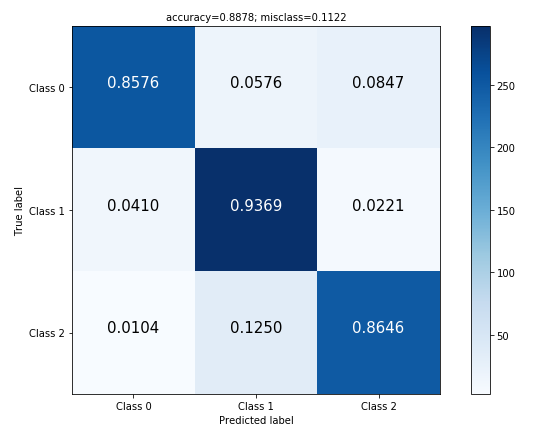 accuracy=0.8878; misclass=0.1122
Class 0
0.8576 0.0576 0.0847
Class 1
0.0410 0.9369 0.0221
Class 2
0.0104 0.1250 0.8646
Class 0 Class 1 Class 2
Predicted label
True label
250
200
150
100
50